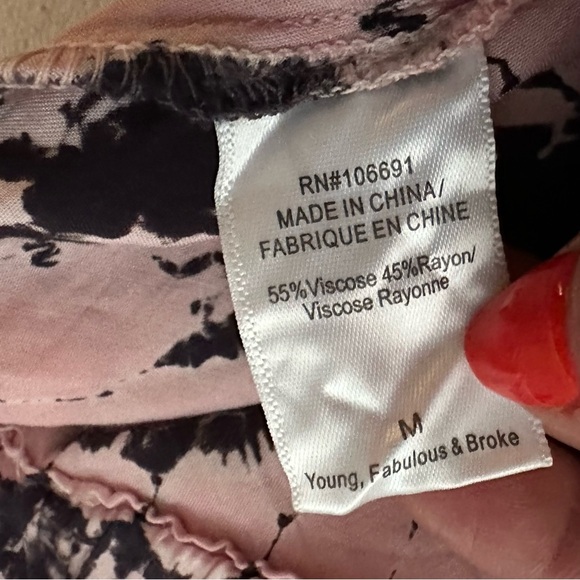 RN#106691
MADE IN CHINA/
FABRIQUE EN CHINE
55%Viscose 45%Rayon/
Viscose Rayonne
M
Young, Fabulous & Broke